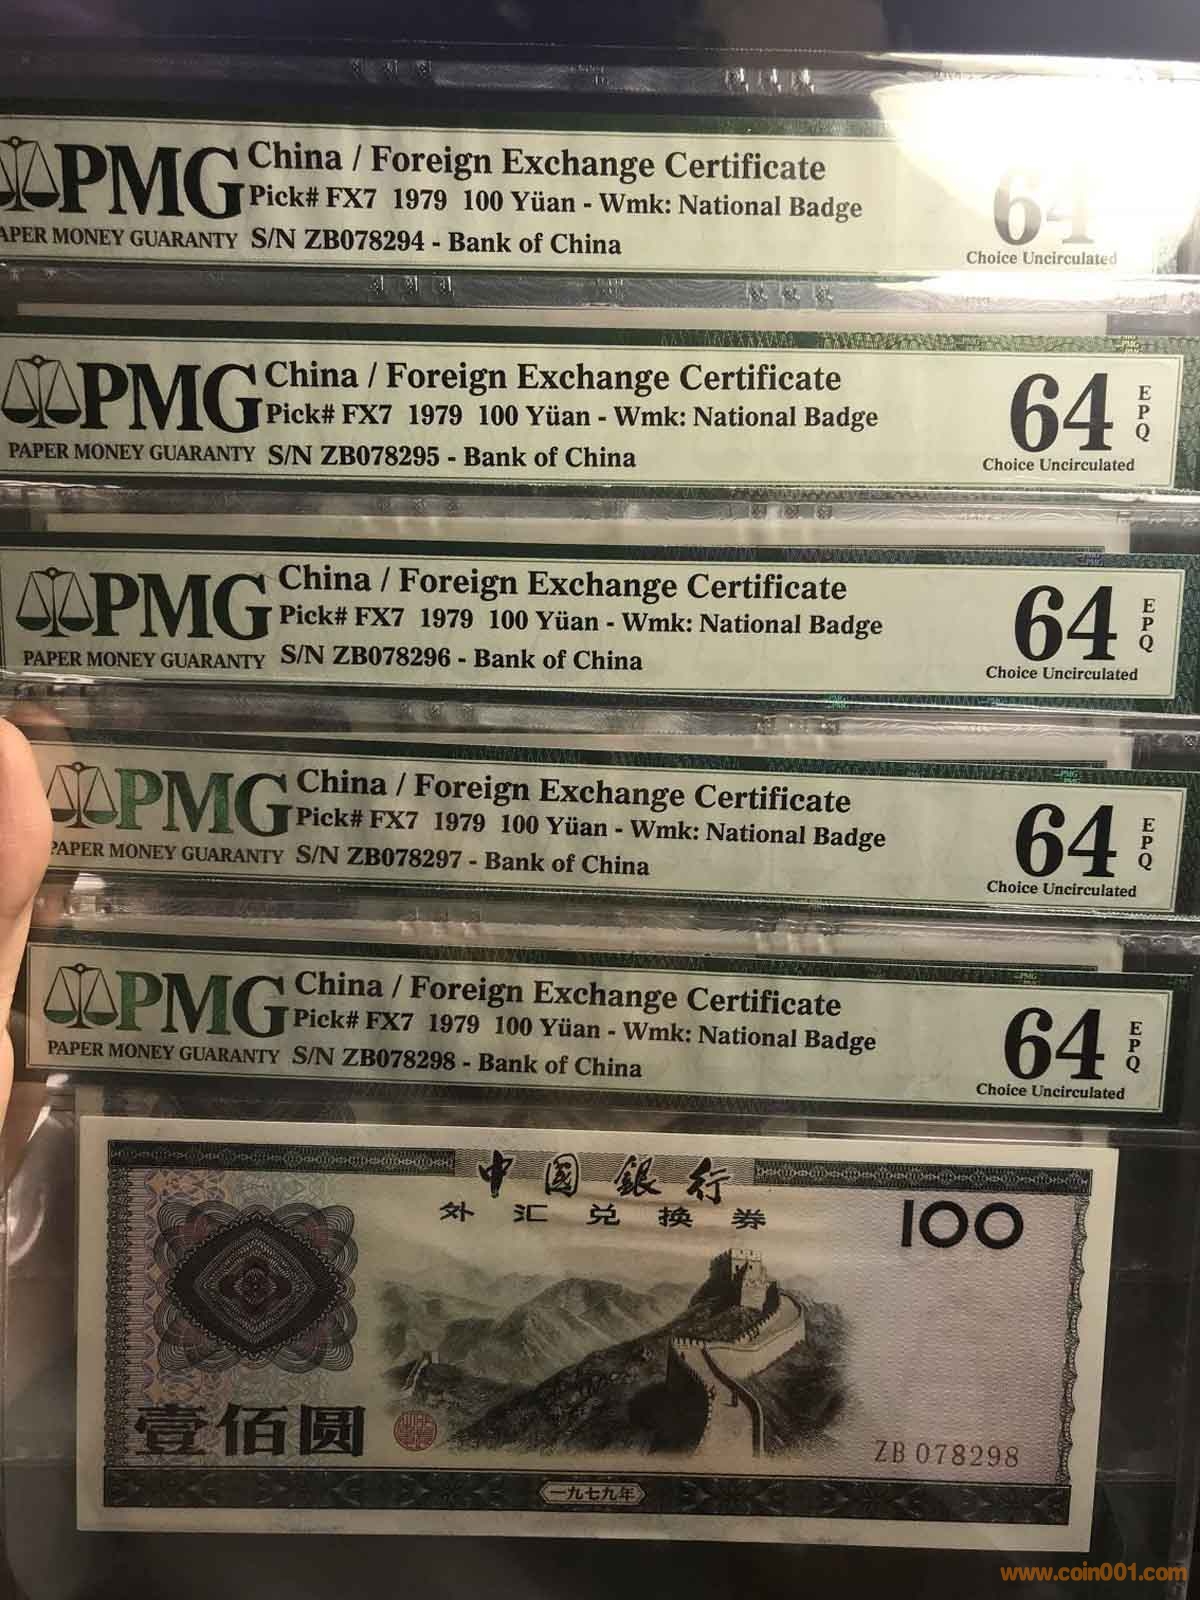 PMG
China / Foreign Exchange Certificate
Pick# FX7 1979 100 Yüan - Wmk: National Badge
PAPER MONEY GUARANTY
S/N ZB078294 - Bank of China
64
Choice Uncirculated
PMG
China / Foreign Exchange Certificate
Pick# FX7 1979 100 Yüan - Wmk: National Badge
PAPER MONEY GUARANTY
S/N ZB078295 - Bank of China
64
EPQ
Choice Uncirculated
PMG
China / Foreign Exchange Certificate
Pick# FX7 1979 100 Yüan - Wmk: National Badge
PAPER MONEY GUARANTY
S/N ZB078296 - Bank of China
64
EPQ
Choice Uncirculated
PMG
China / Foreign Exchange Certificate
Pick# FX7 1979 100 Yüan - Wmk: National Badge
PAPER MONEY GUARANTY
S/N ZB078297 - Bank of China
64
EPQ
Choice Uncirculated
PMG
China / Foreign Exchange Certificate
Pick# FX7 1979 100 Yüan - Wmk: National Badge
PAPER MONEY GUARANTY
S/N ZB078298 - Bank of China
64
EPQ
Choice Uncirculated
中國銀行
外汇兑换券
100
壹佰圆
ZB 078298
一九七九年
www.coin001.com